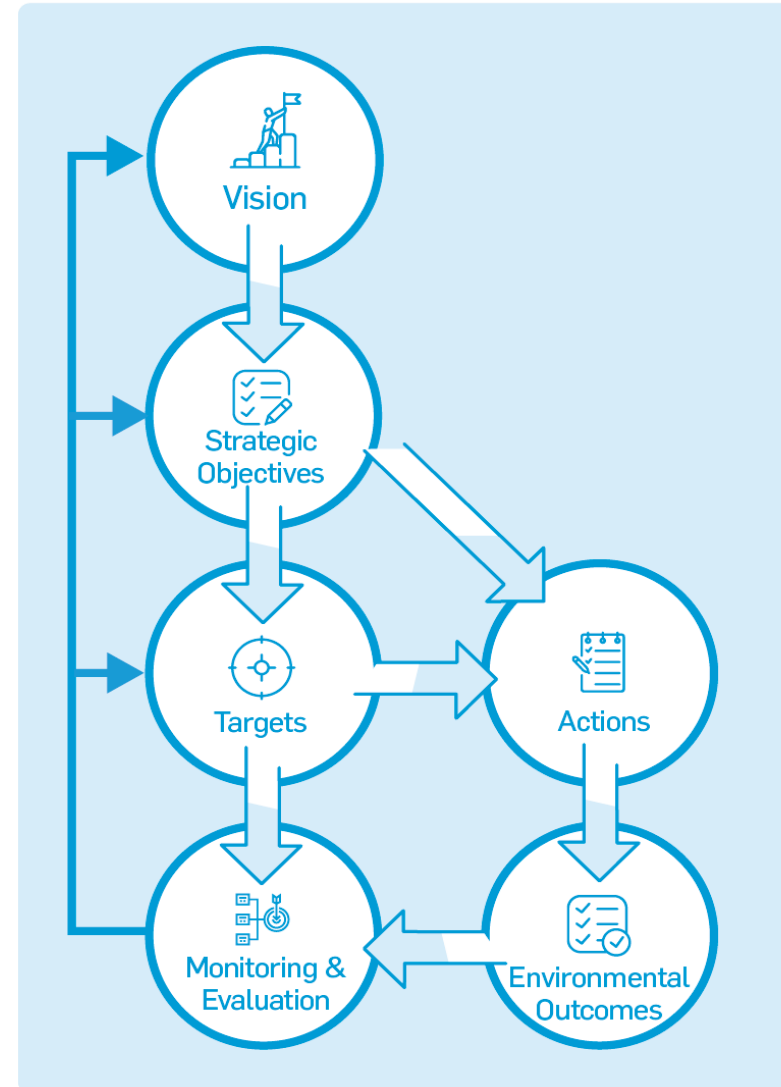 Vision
Strategic
Objectives
Targets
Actions
Monitoring &
Evaluation
Environmental
Outcomes